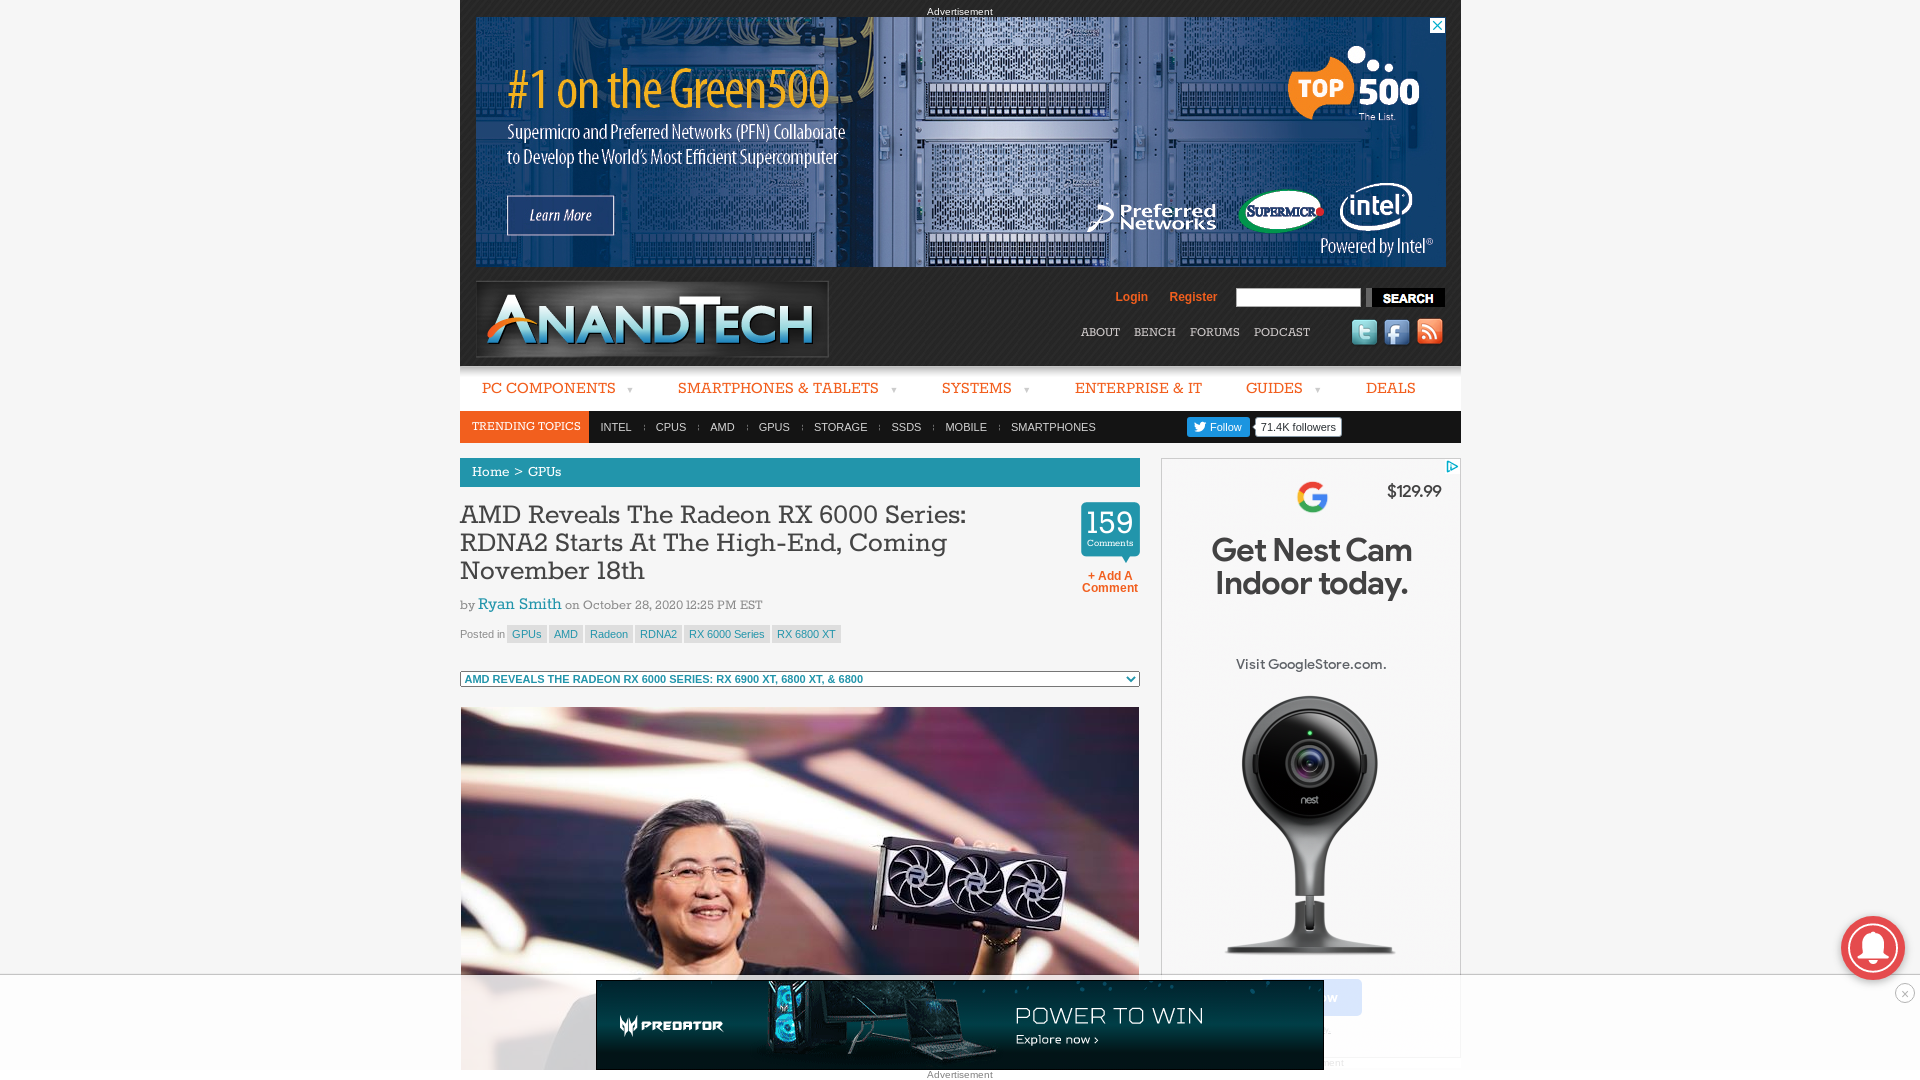 Advertisement
#1 on the Green500
Supermicro and Preferred Networks (PFN) Collaborate
to Develop the World's Most Efficient Supercomputer
Learn More
TOP 500
The List.
Preferred
Networks
SUPERMICR
intel
Powered by Intel®
ANANDTECH
Login Register SEARCH
ABOUT BENCH FORUMS PODCAST
PC COMPONENTS ▼ SMARTPHONES & TABLETS ▼ SYSTEMS ▼ ENTERPRISE & IT GUIDES ▼ DEALS
TRENDING TOPICS INTEL CPUS AMD GPUS STORAGE SSDS MOBILE SMARTPHONES Follow 71.4K followers
Home > GPUs
AMD Reveals The Radeon RX 6000 Series:
RDNA2 Starts At The High-End, Coming
November 18th
159
Comments
+ Add A
Comment
by Ryan Smith on October 28, 2020 12:25 PM EST
Posted in GPUs AMD Radeon RDNA2 RX 6000 Series RX 6800 XT
AMD REVEALS THE RADEON RX 6000 SERIES: RX 6900 XT, 6800 XT, & 6800
$129.99
Get Nest Cam
Indoor today.
Visit GoogleStore.com.
nest
PREDATOR
POWER TO WIN
Explore now >
Advertisement